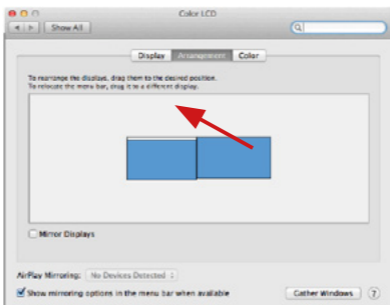 Color LCD
Show All
Display Arrangement Color
To rearrange the displays, drag them to the desired position.
To relocate the menu bar, drag it to a different display.
Mirror Displays
AirPlay Mirroring: No Devices Detected
Show mirroring options in the menu bar when available
Gather Windows ?